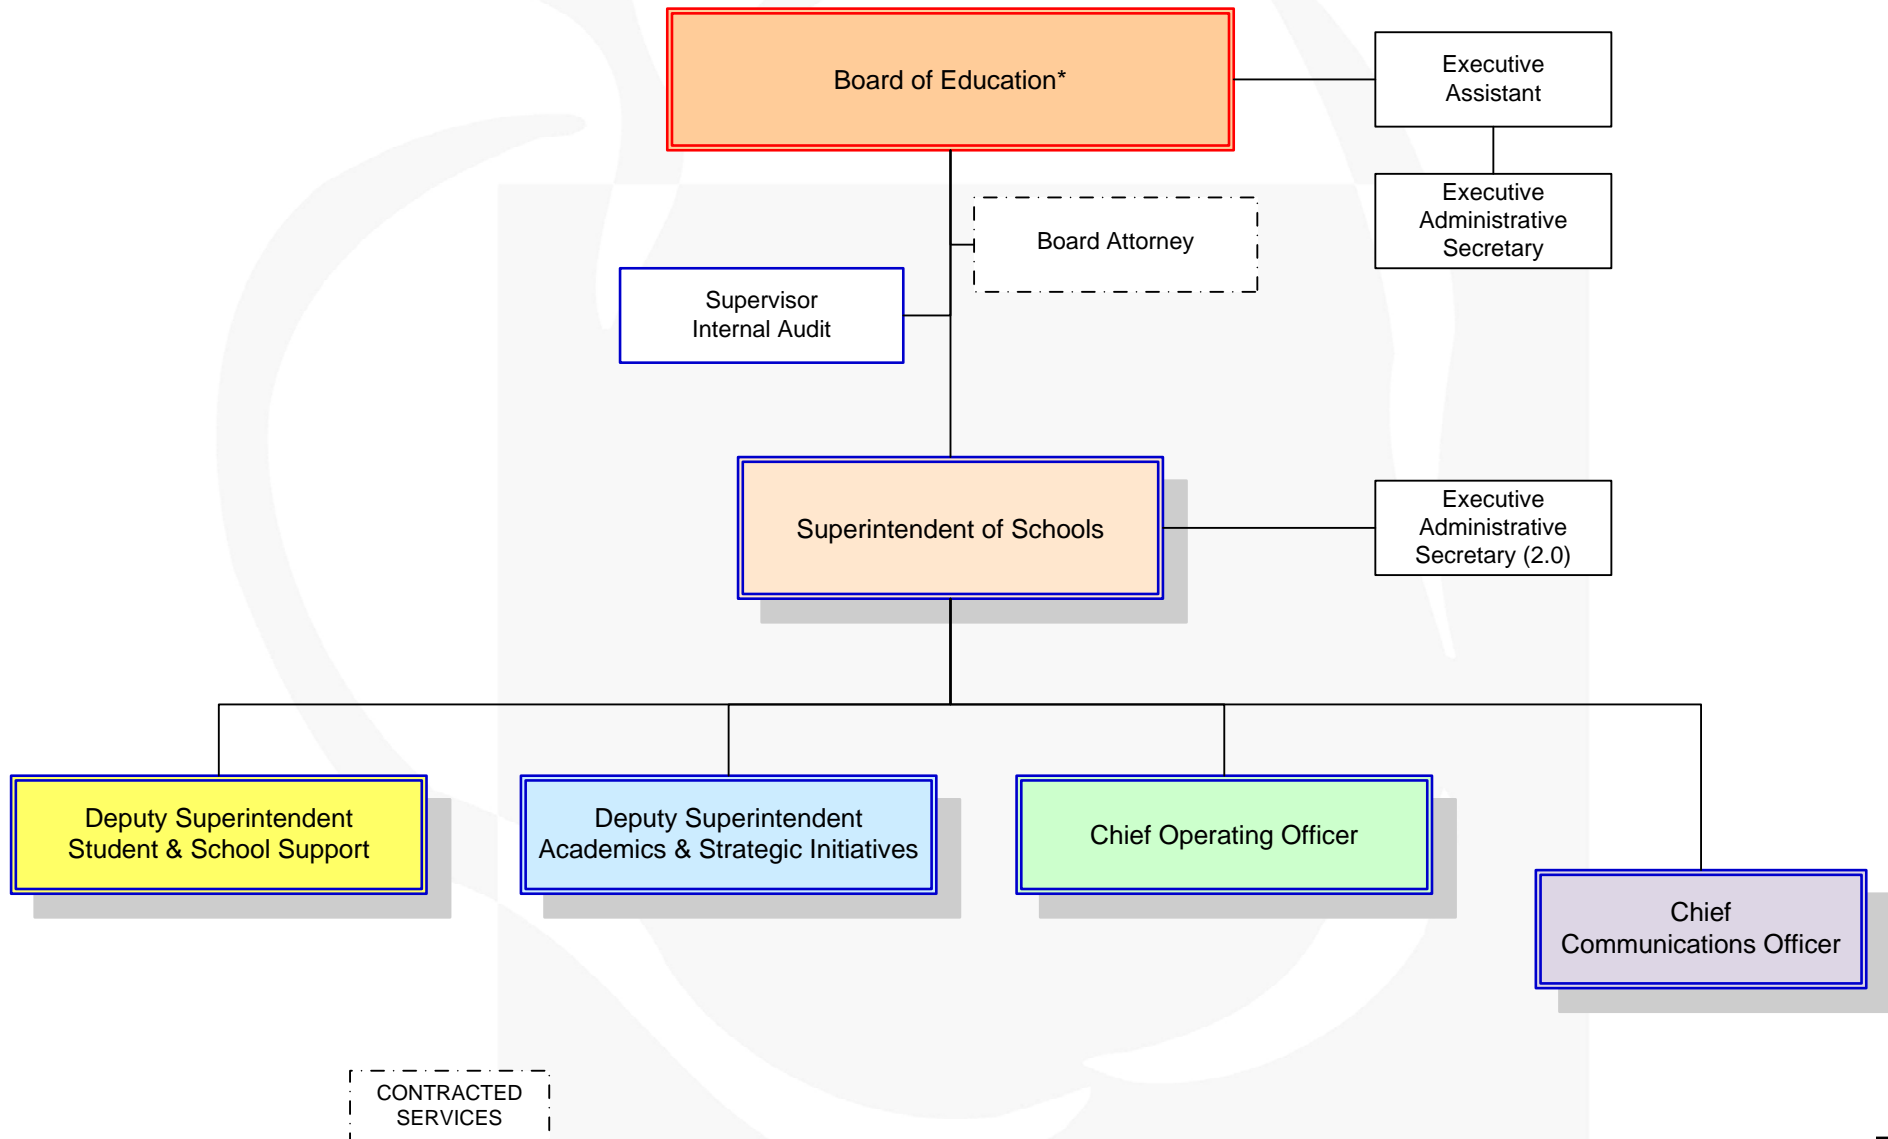 Board of Education*
Executive
Assistant
Executive
Administrative
Secretary
Board Attorney
Supervisor
Internal Audit
Superintendent of Schools
Executive
Administrative
Secretary (2.0)
Deputy Superintendent
Student & School Support
Deputy Superintendent
Academics & Strategic Initiatives
Chief Operating Officer
Chief
Communications Officer
CONTRACTED
SERVICES